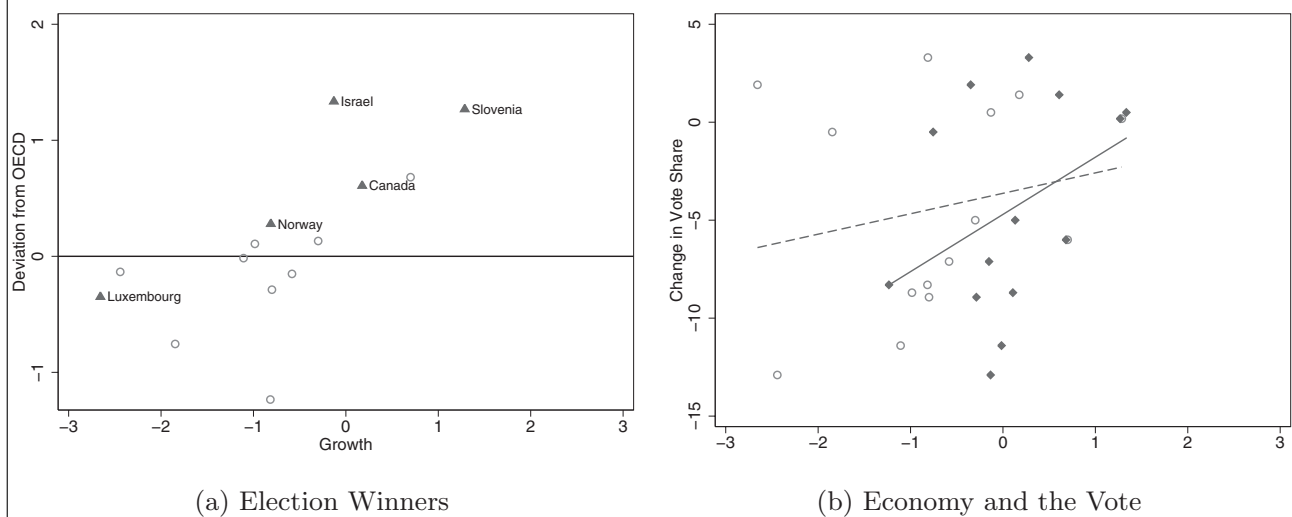 2
1
0
−1
Deviation from OECD
Israel
Slovenia
Canada
Norway
Luxembourg
−3 −2 −1 0 1 2 3
Growth
(a) Election Winners
5
0
−5
−10
−15
Change in Vote Share
−3 −2 −1 0 1 2 3
(b) Economy and the Vote